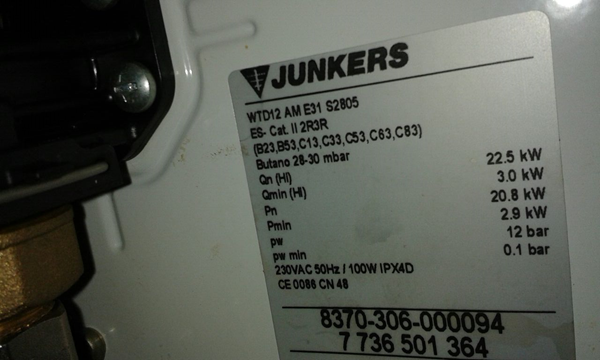 JUNKERS
WTD12 AM E31 S2805
ES- Cat. II 2R3R
(B23,B53,C13,C33,C53,C63,C83)
Butano 28-30 mbar
Qn (Hi) 22.5 kW
Qmin (Hi) 3.0 kW
Pn 20.8 kW
Pmin 2.9 kW
pw 12 bar
pw min 0.1 bar
230VAC 50Hz / 100W IPX4D
CE 0086 CN 48
8370-306-000094
7 736 501 364